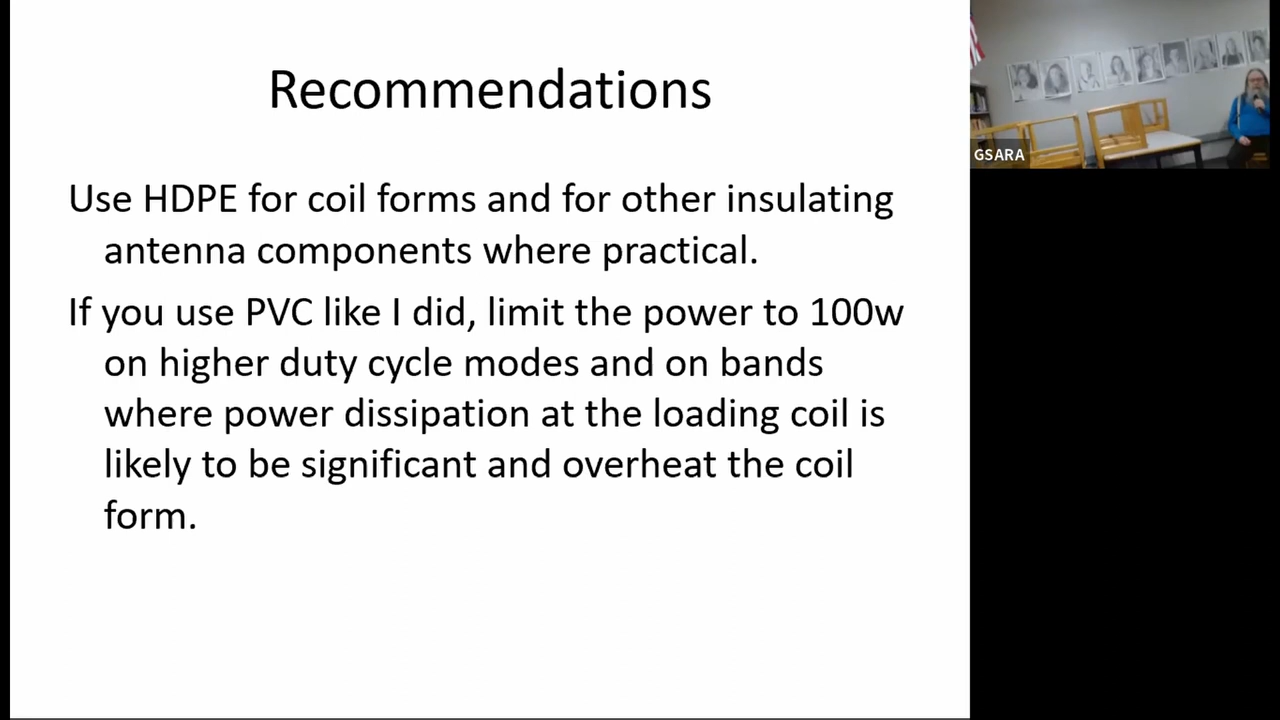 Recommendations
Use HDPE for coil forms and for other insulating
antenna components where practical.
If you use PVC like I did, limit the power to 100w
on higher duty cycle modes and on bands
where power dissipation at the loading coil is
likely to be significant and overheat the coil
form.
GSARA